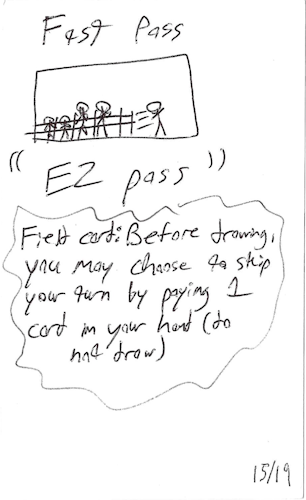 Fast Pass
"EZ pass"
Field card: Before drawing,
you may choose to skip
your turn by paying 1
card in your hand (do
not draw)
15/19